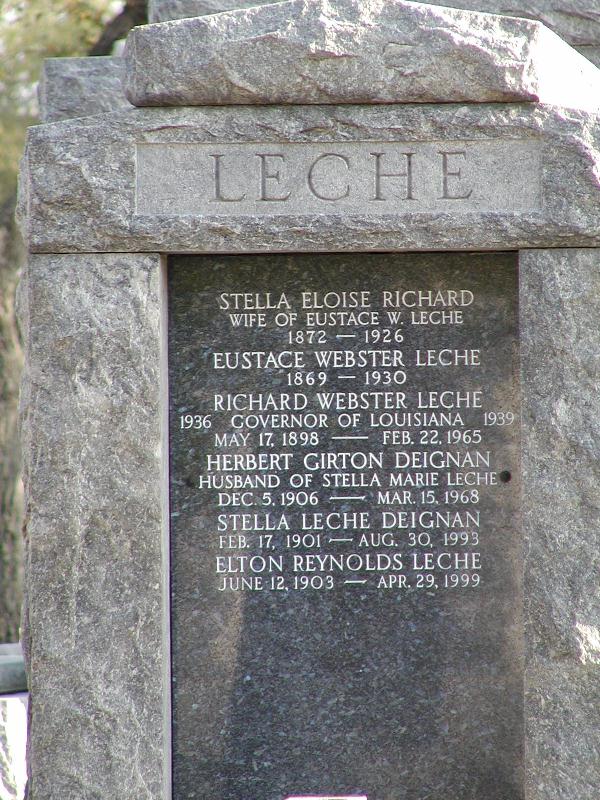 LECHE
STELLA ELOISE RICHARD
WIFE OF EUSTACE W. LECHE
1872 — 1926
EUSTACE WEBSTER LECHE
1869 — 1930
RICHARD WEBSTER LECHE
1936 GOVERNOR OF LOUISIANA 1939
MAY 17, 1898 — FEB. 22, 1965
HERBERT GIRTON DEIGNAN
HUSBAND OF STELLA MARIE LECHE
DEC. 5, 1906 — MAR. 15, 1968
STELLA LECHE DEIGNAN
FEB. 17, 1901 — AUG. 30, 1993
ELTON REYNOLDS LECHE
JUNE 12, 1903 — APR. 29, 1999